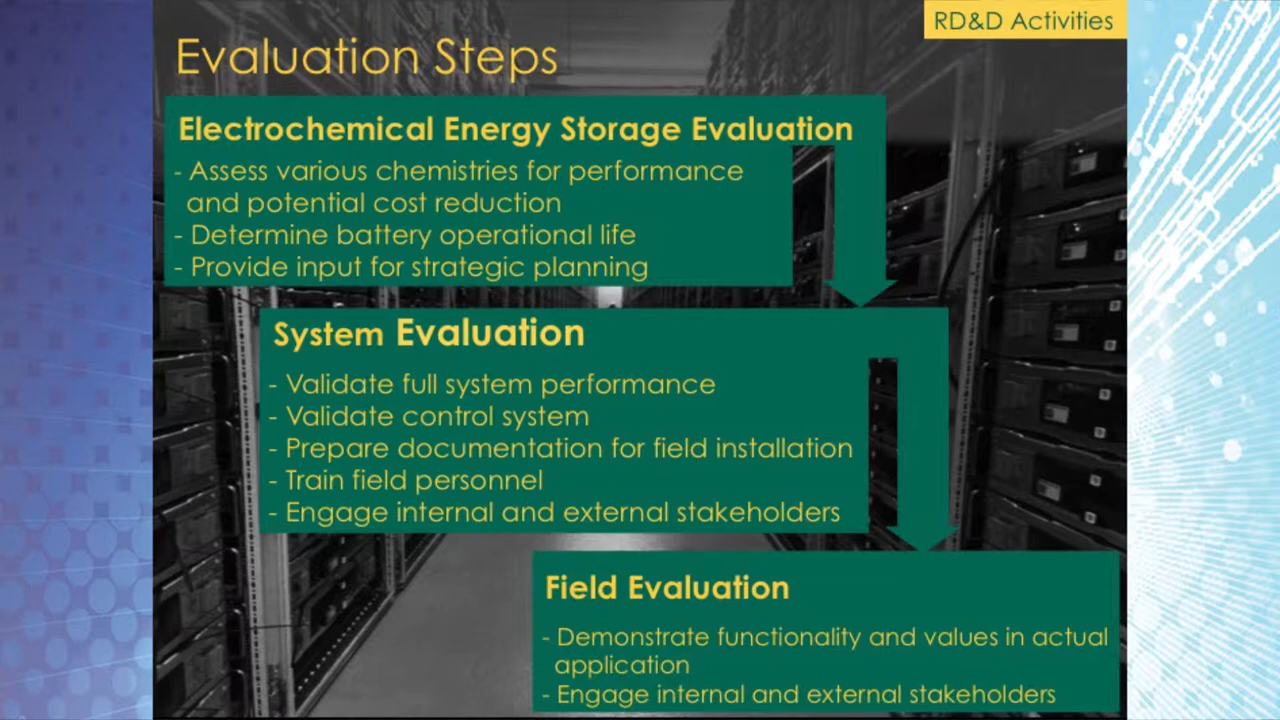 RD&D Activities
Evaluation Steps
Electrochemical Energy Storage Evaluation
- Assess various chemistries for performance
and potential cost reduction
- Determine battery operational life
- Provide input for strategic planning
System Evaluation
- Validate full system performance
- Validate control system
- Prepare documentation for field installation
- Train field personnel
- Engage internal and external stakeholders
Field Evaluation
- Demonstrate functionality and values in actual
application
- Engage internal and external stakeholders